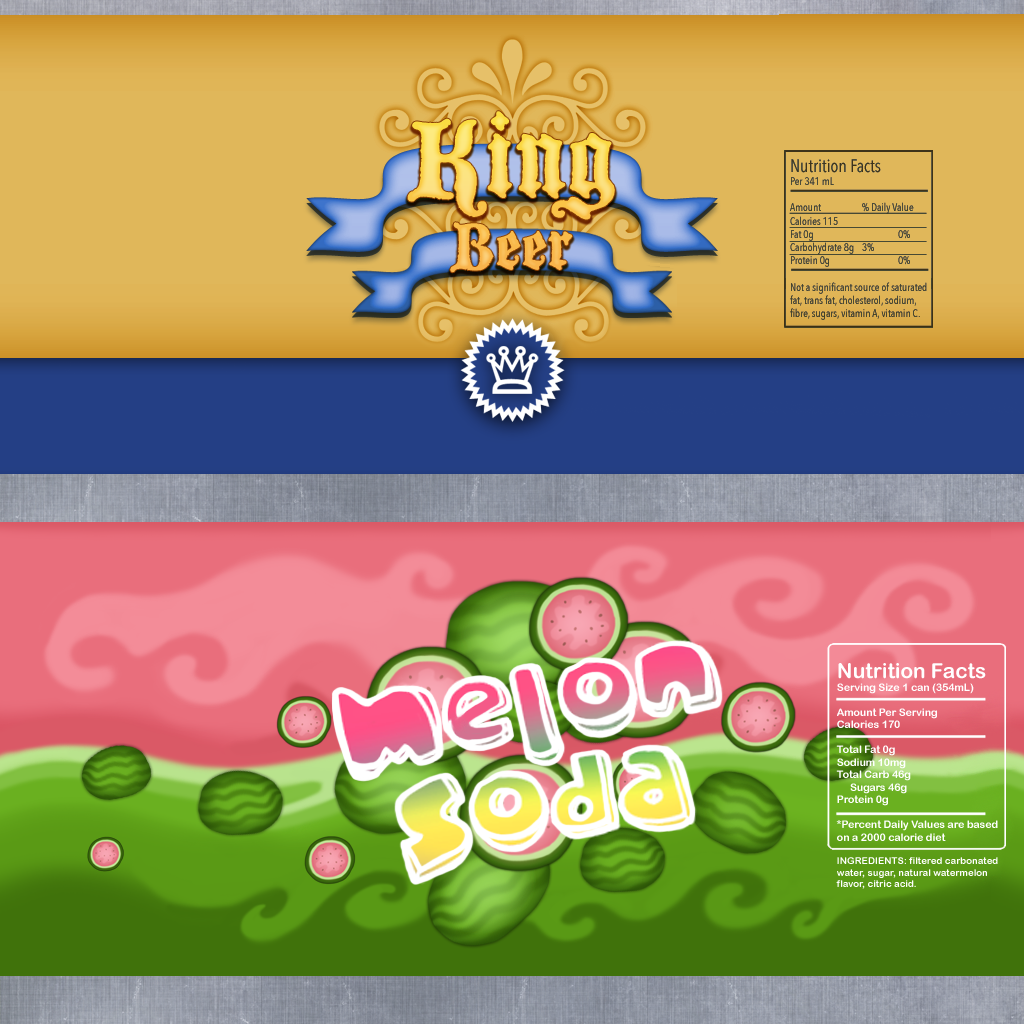 King
Beer
Nutrition Facts
Per 341 mL
Amount % Daily Value
Calories 115
Fat 0g 0%
Carbohydrate 8g 3%
Protein 0g 0%
Not a significant source of saturated
fat, trans fat, cholesterol, sodium,
fibre, sugars, vitamin A, vitamin C.
melon
soda
Nutrition Facts
Serving Size 1 can (354mL)
Amount Per Serving
Calories 170
Total Fat 0g
Sodium 10mg
Total Carb 46g
Sugars 46g
Protein 0g
*Percent Daily Values are based
on a 2000 calorie diet
INGREDIENTS: filtered carbonated
water, sugar, natural watermelon
flavor, citric acid.